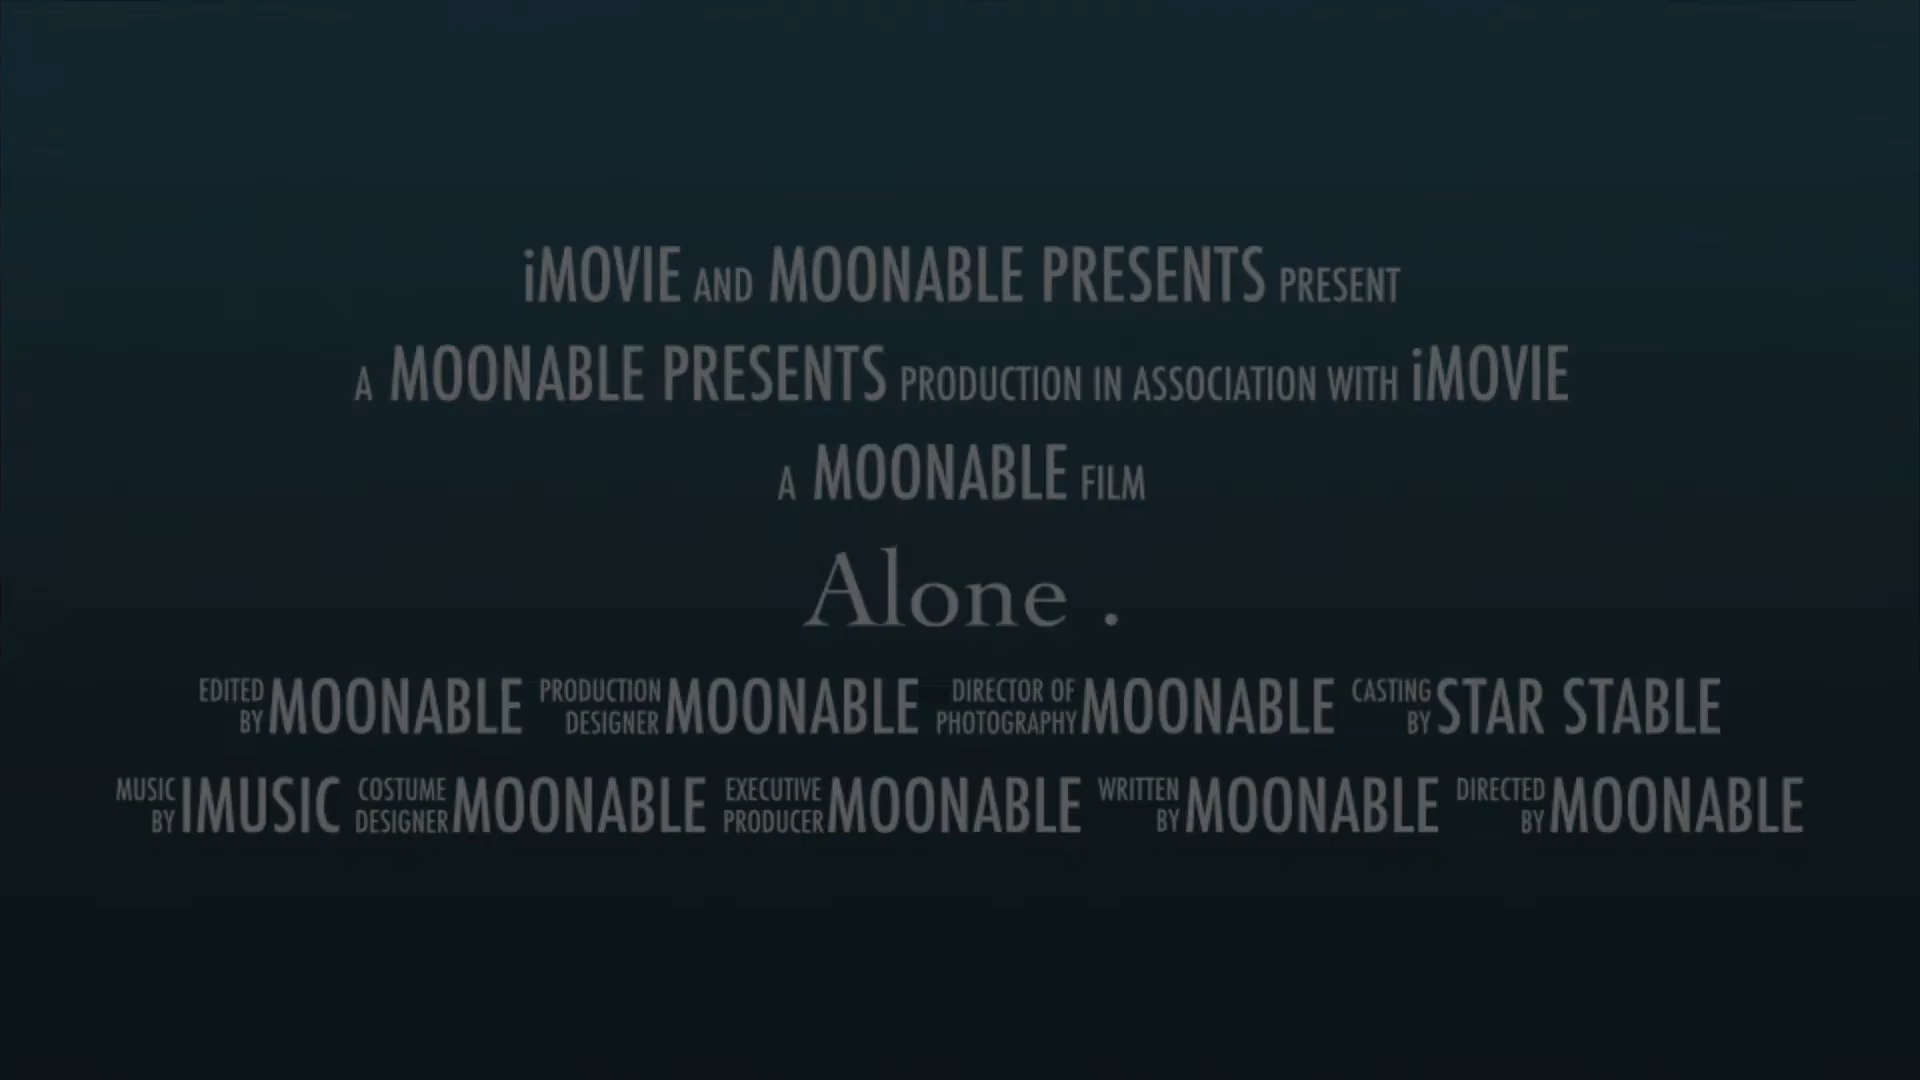 iMOVIE AND MOONABLE PRESENTS PRESENT
A MOONABLE PRESENTS PRODUCTION IN ASSOCIATION WITH iMOVIE
A MOONABLE FILM
Alone .
EDITED BY MOONABLE PRODUCTION DESIGNER MOONABLE DIRECTOR OF PHOTOGRAPHY MOONABLE CASTING BY STAR STABLE
MUSIC BY IMUSIC COSTUME DESIGNER MOONABLE EXECUTIVE PRODUCER MOONABLE WRITTEN BY MOONABLE DIRECTED BY MOONABLE